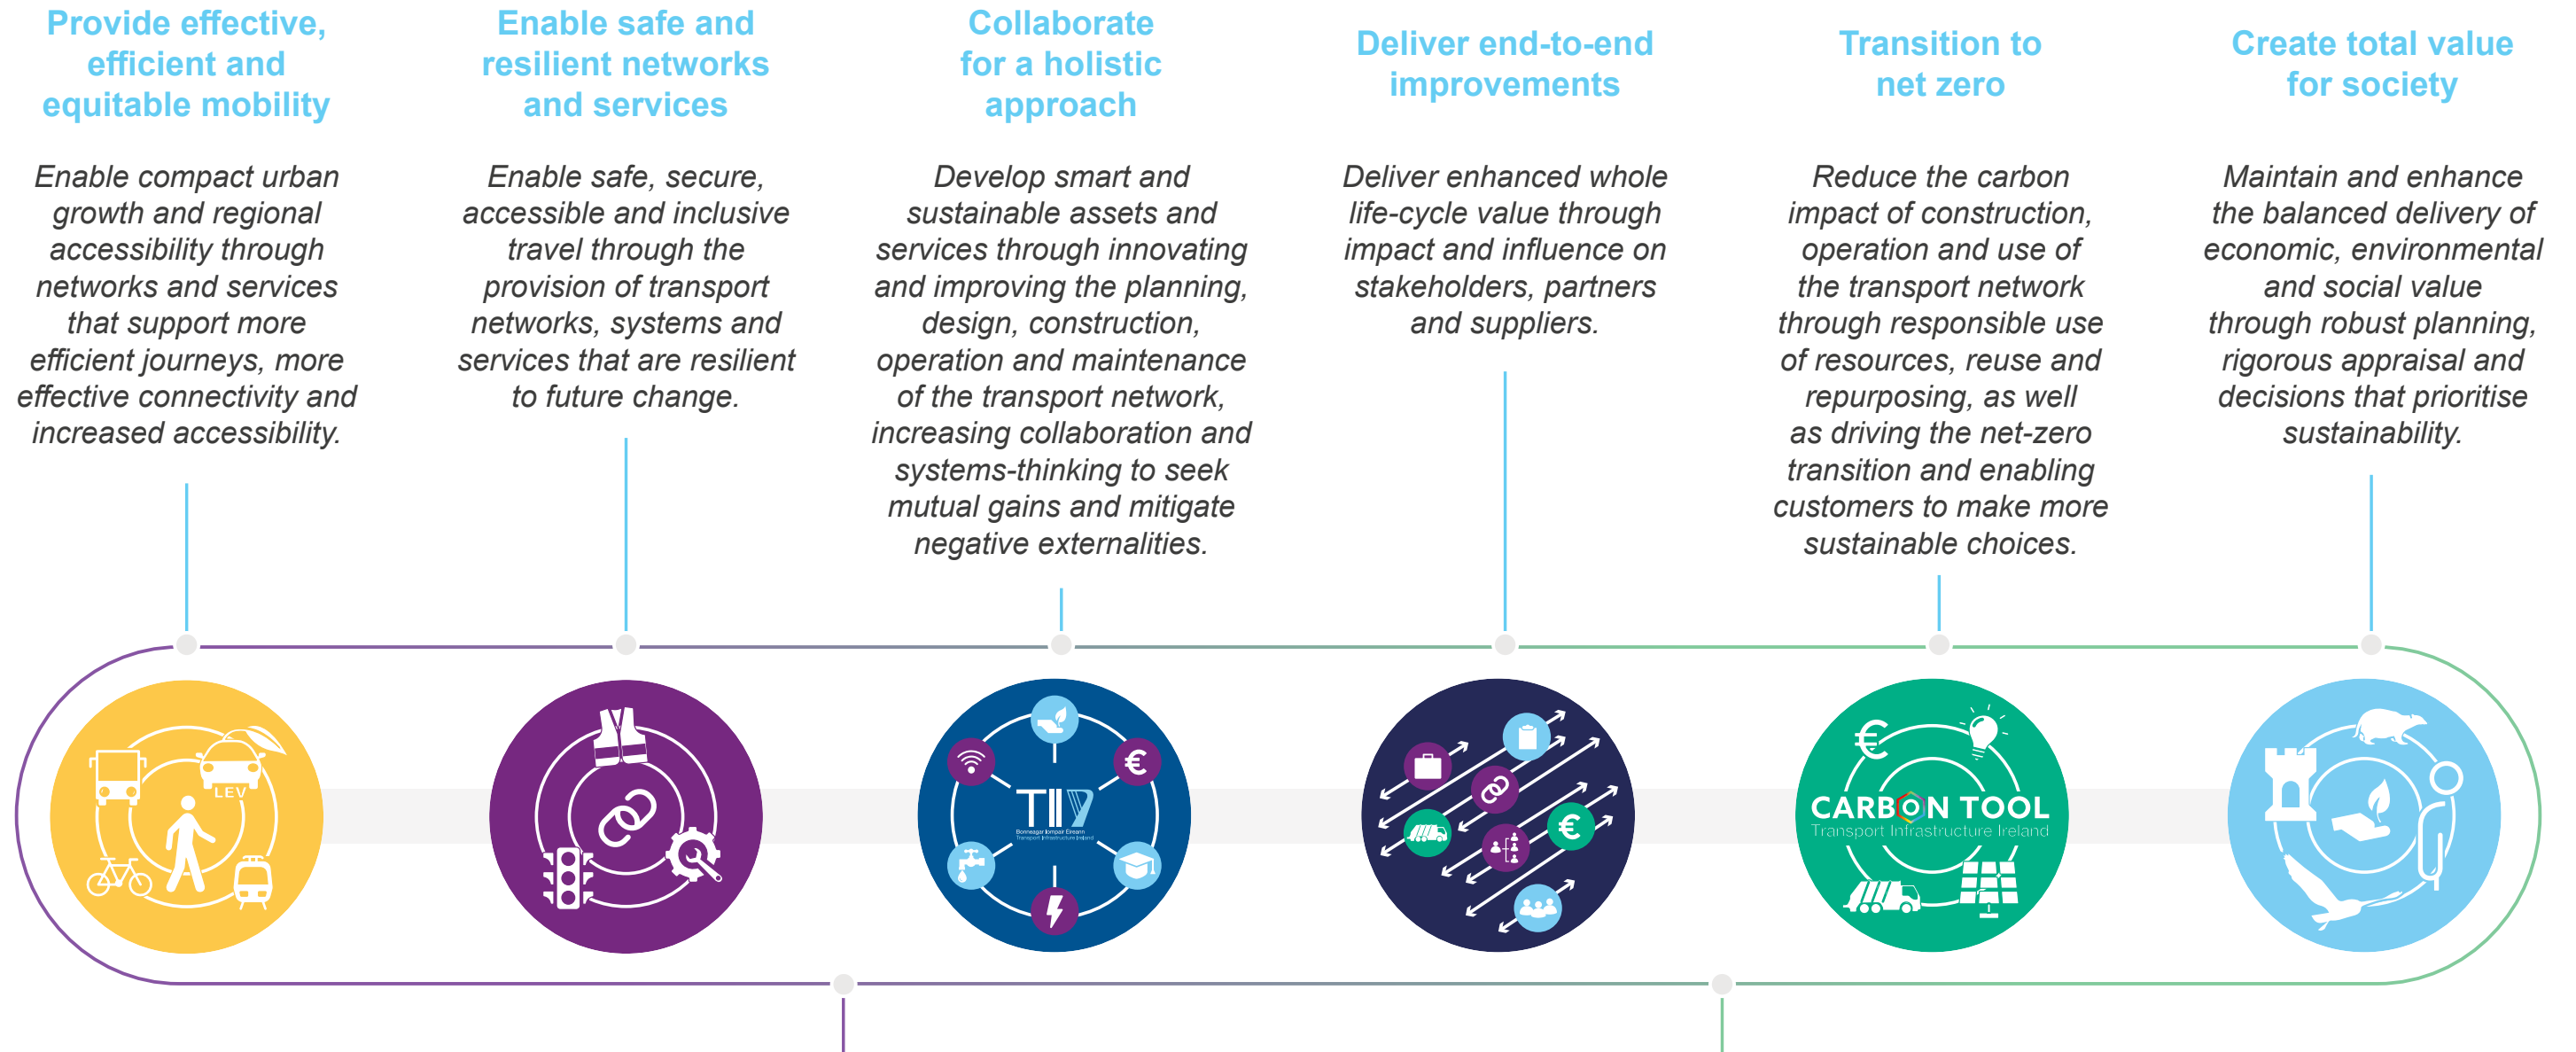 Provide effective,
efficient and
equitable mobility
Enable compact urban
growth and regional
accessibility through
networks and services
that support more
efficient journeys, more
effective connectivity and
increased accessibility.
Enable safe and
resilient networks
and services
Enable safe, secure,
accessible and inclusive
travel through the
provision of transport
networks, systems and
services that are resilient
to future change.
Collaborate
for a holistic
approach
Develop smart and
sustainable assets and
services through innovating
and improving the planning,
design, construction,
operation and maintenance
of the transport network,
increasing collaboration and
systems-thinking to seek
mutual gains and mitigate
negative externalities.
Deliver end-to-end
improvements
Deliver enhanced whole
life-cycle value through
impact and influence on
stakeholders, partners
and suppliers.
Transition to
net zero
Reduce the carbon
impact of construction,
operation and use of
the transport network
through responsible use
of resources, reuse and
repurposing, as well
as driving the net-zero
transition and enabling
customers to make more
sustainable choices.
Create total value
for society
Maintain and enhance
the balanced delivery of
economic, environmental
and social value
through robust planning,
rigorous appraisal and
decisions that prioritise
sustainability.
LEV
€
TII
Bonneagar Iompair Éireann
Transport Infrastructure Ireland
€
€
CARBON TOOL
Transport Infrastructure Ireland